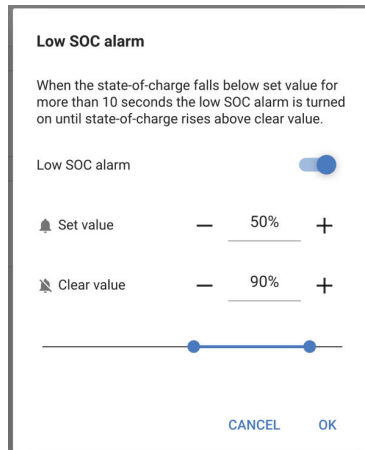 Low SOC alarm
When the state-of-charge falls below set value for
more than 10 seconds the low SOC alarm is turned
on until state-of-charge rises above clear value.
Low SOC alarm
Set value — 50% +
Clear value — 90% +
CANCEL OK